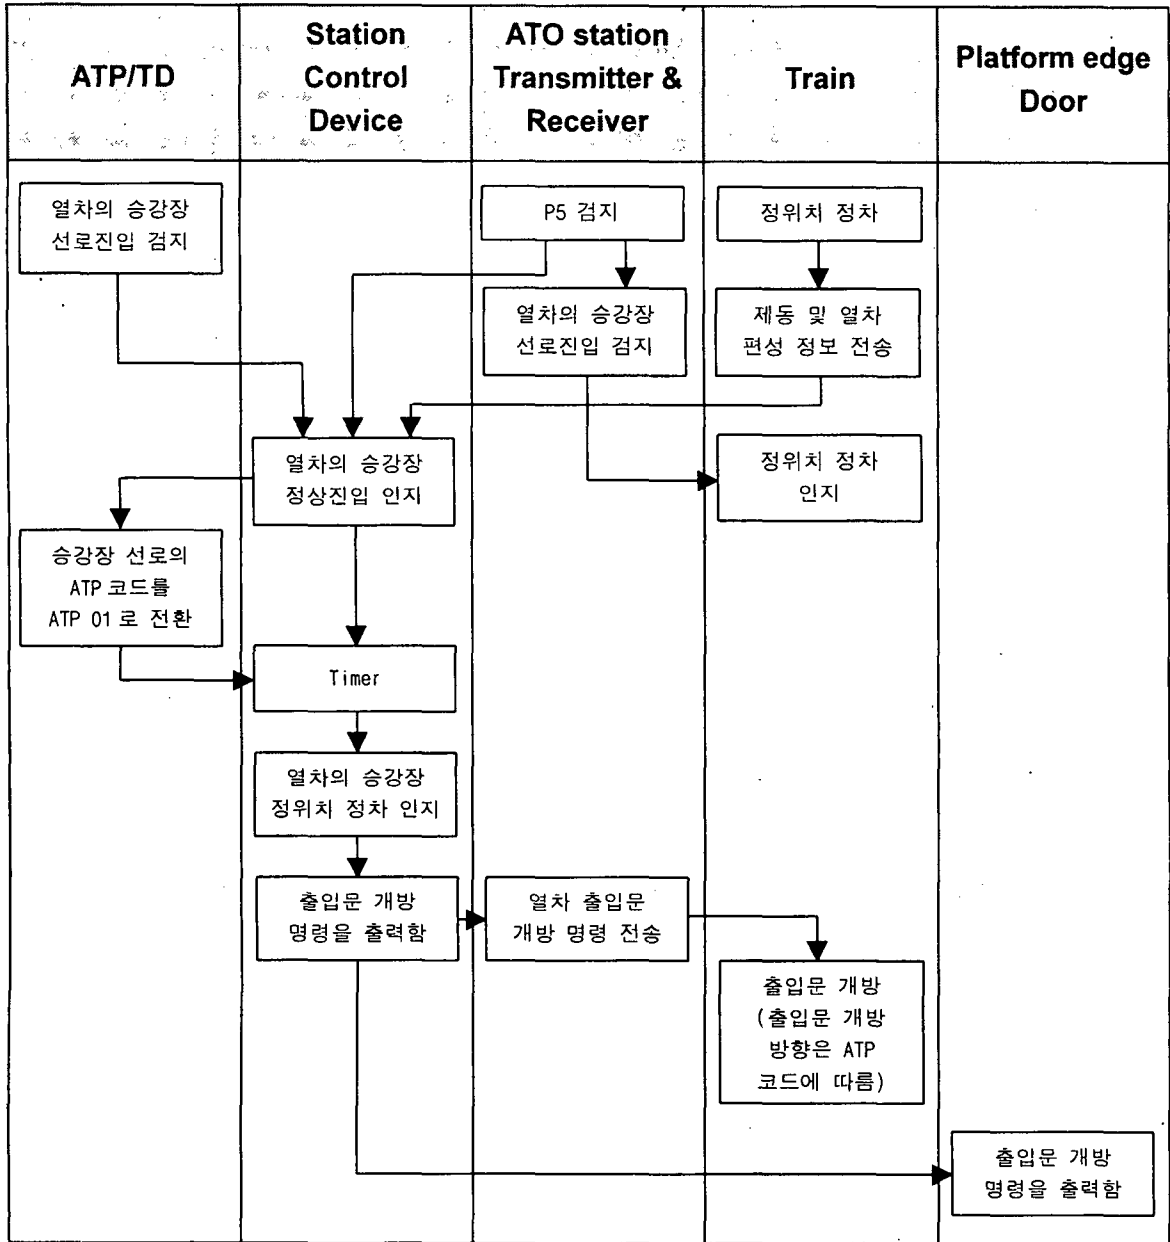 ATP/TD
Station
Control
Device
ATO station
Transmitter &
Receiver
Train
Platform edge
Door
열차의 승강장
선로진입 검지
P5 검지
정위치 정차
열차의 승강장
선로진입 검지
제동 및 열차
편성 정보 전송
열차의 승강장
정상진입 인지
정위치 정차
인지
승강장 선로의
ATP 코드를
ATP 01로 전환
Timer
열차의 승강장
정위치 정차 인지
출입문 개방
명령을 출력함
열차 출입문
개방 명령 전송
출입문 개방
(출입문 개방
방향은 ATP
코드에 따름)
출입문 개방
명령을 출력함